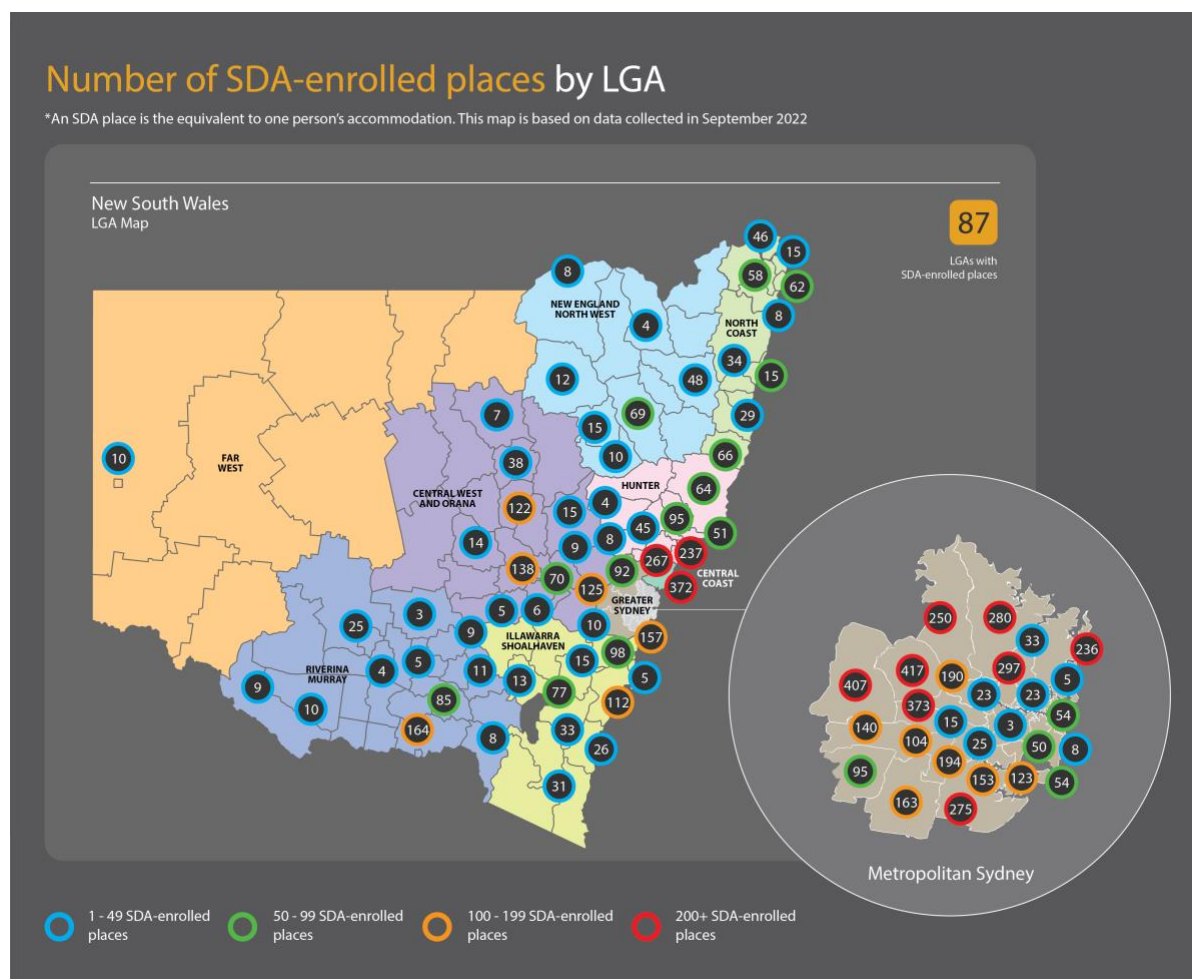 Number of SDA-enrolled places by LGA
*An SDA place is the equivalent to one person's accommodation. This map is based on data collected in September 2022
New South Wales
LGA Map
87
LGAs with
SDA-enrolled places
46
15
8
58
62
NEW ENGLAND
NORTH WEST
4
NORTH
COAST
8
34
12
48
15
7
69
29
15
10
FAR
WEST
38
10
66
HUNTER
64
CENTRAL WEST
AND ORANA
122
15
4
45
95
51
14
9
8
267
237
138
70
92
CENTRAL
COAST
125
372
GREATER
SYDNEY
3
5
6
10
25
9
ILLAWARRA
SHOALHAVEN
157
98
RIVERINA
MURRAY
4
5
11
15
13
5
9
10
85
77
112
164
8
33
26
31
250
280
33
236
417
190
297
407
23
23
5
373
15
3
54
140
104
25
50
8
194
95
153
123
54
163
275
Metropolitan Sydney
1 - 49 SDA-enrolled
places
50 - 99 SDA-enrolled
places
100 - 199 SDA-enrolled
places
200+ SDA-enrolled
places